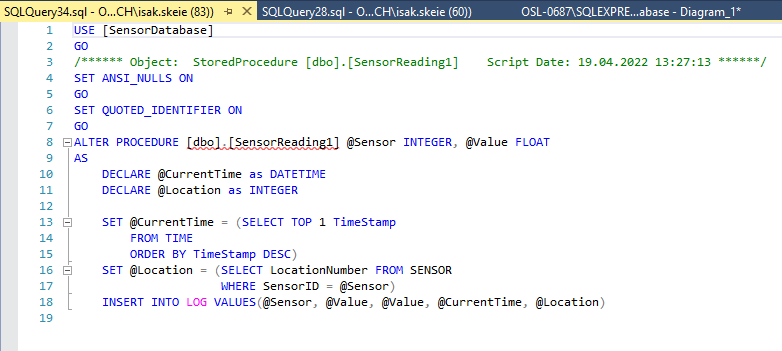 SQLQuery34.sql - O...CH\isak.skeie (83)) SQLQuery28.sql - O...CH\isak.skeie (60)) OSL-0687\SQLEXPRE...abase - Diagram_1*
1 USE [SensorDatabase]
2 GO
3 /****** Object:  StoredProcedure [dbo].[SensorReading1]    Script Date: 19.04.2022 13:27:13 ******/
4 SET ANSI_NULLS ON
5 GO
6 SET QUOTED_IDENTIFIER ON
7 GO
8 ALTER PROCEDURE [dbo].[SensorReading1] @Sensor INTEGER, @Value FLOAT
9 AS
10     DECLARE @CurrentTime as DATETIME
11     DECLARE @Location as INTEGER
12
13     SET @CurrentTime = (SELECT TOP 1 TimeStamp
14         FROM TIME
15         ORDER BY TimeStamp DESC)
16     SET @Location = (SELECT LocationNumber FROM SENSOR
17                     WHERE SensorID = @Sensor)
18     INSERT INTO LOG VALUES(@Sensor, @Value, @Value, @CurrentTime, @Location)
19